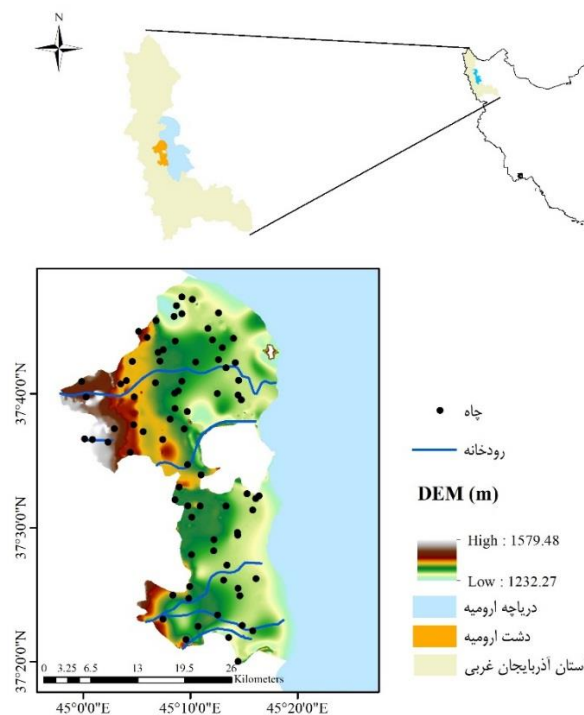 N
37°40'0"N
37°30'0"N
37°20'0"N
0 3.25 6.5 13 19.5 26
Kilometers
45°0'0"E 45°10'0"E 45°20'0"E
چاه
رودخانه
DEM (m)
High : 1579.48
Low : 1232.27
دریاچه ارومیه
دشت ارومیه
ستان آذربایجان غربی